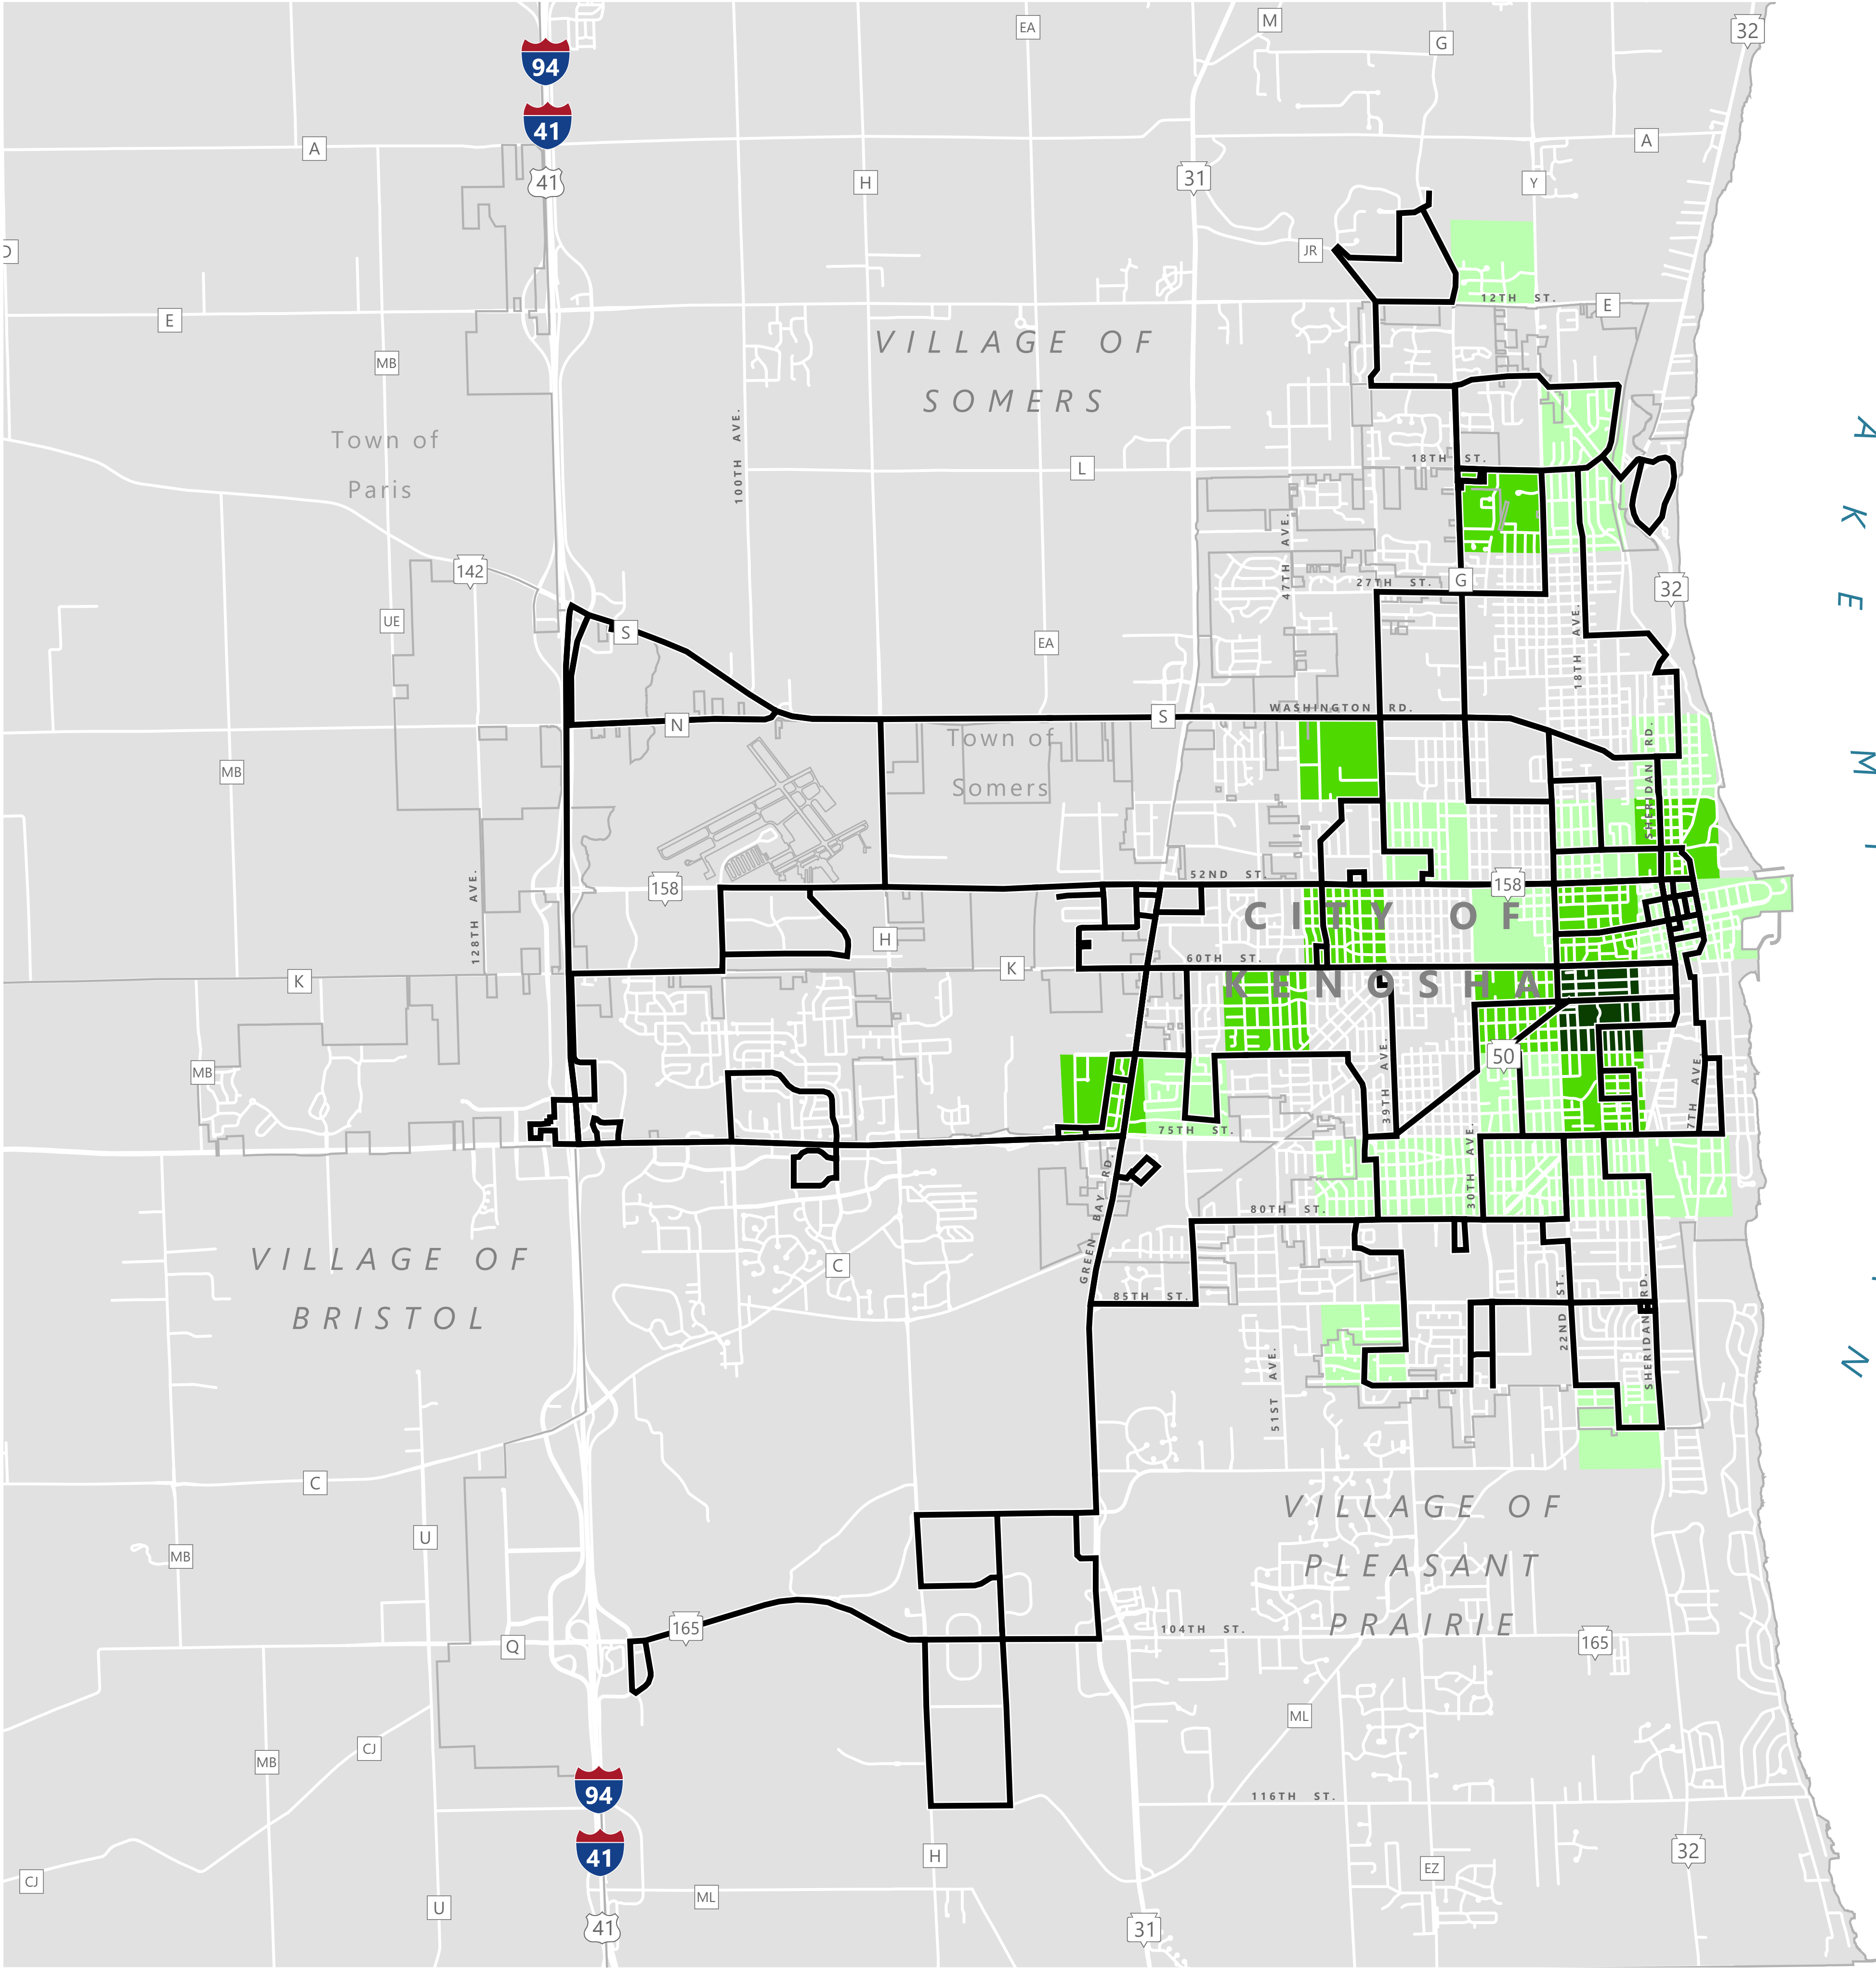 M
EA
G
32
94
41
A
A
41
H
31
Y
D
JR
12TH ST.
E
E
VILLAGE OF
SOMERS
MB
100TH AVE.
Town of
Paris
18TH ST.
L
A
K
E
M
I
N
47TH AVE.
142
27TH ST.
G
32
UE
S
EA
18TH AVE.
WASHINGTON RD.
N
S
Town of
Somers
SHERIDAN RD.
MB
52ND ST.
158
158
128TH AVE.
H
CITY OF
KENOSHA
60TH ST.
K
K
MB
50
39TH AVE.
7TH AVE.
75TH ST.
30TH AVE.
GREEN BAY RD.
80TH ST.
VILLAGE OF
BRISTOL
C
85TH ST.
22ND ST.
SHERIDAN RD.
51ST AVE.
C
VILLAGE OF
PLEASANT
PRAIRIE
U
MB
165
104TH ST.
165
Q
ML
CJ
MB
94
116TH ST.
41
H
32
EZ
CJ
ML
U
41
31